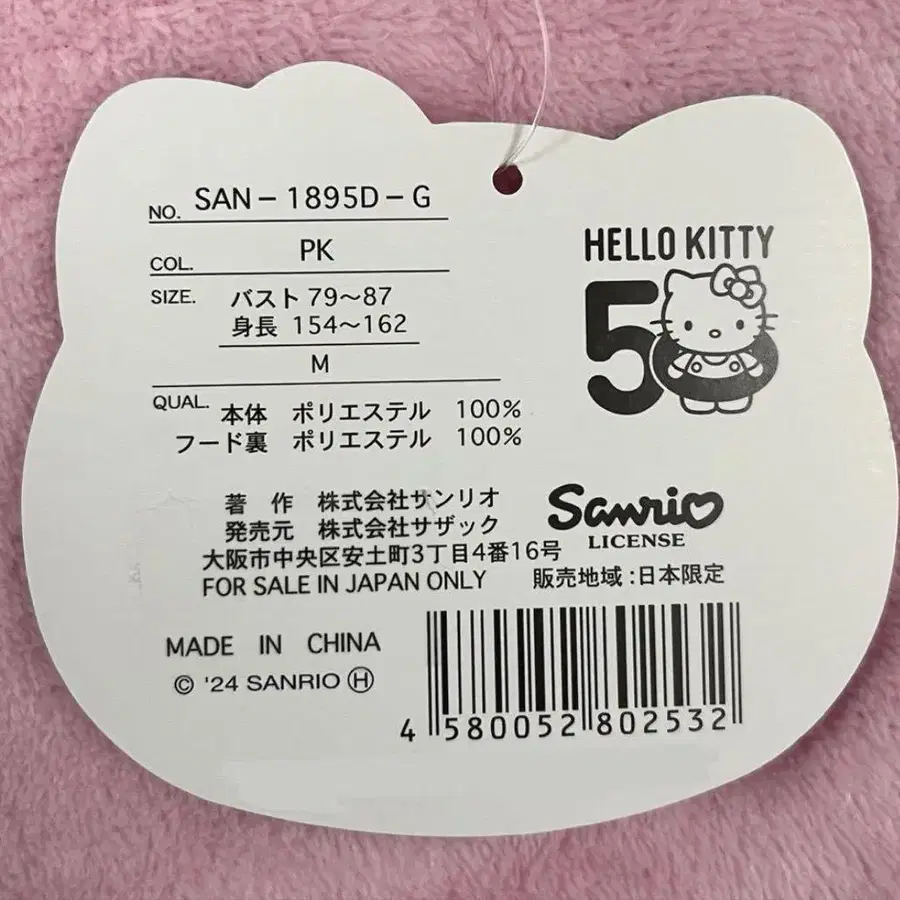 NO. SAN-1895D-G
COL. PK
SIZE. バスト 79～87
身長 154～162
M
QUAL. 本体 ポリエステル 100%
フード裏 ポリエステル 100%
HELLO KITTY
50
著 作 株式会社サンリオ
発売元 株式会社サザック
大阪市中央区安土町3丁目4番16号
FOR SALE IN JAPAN ONLY 販売地域:日本限定
Sanrio
LICENSE
MADE IN CHINA
© '24 SANRIO Ⓗ
4 580052 802532